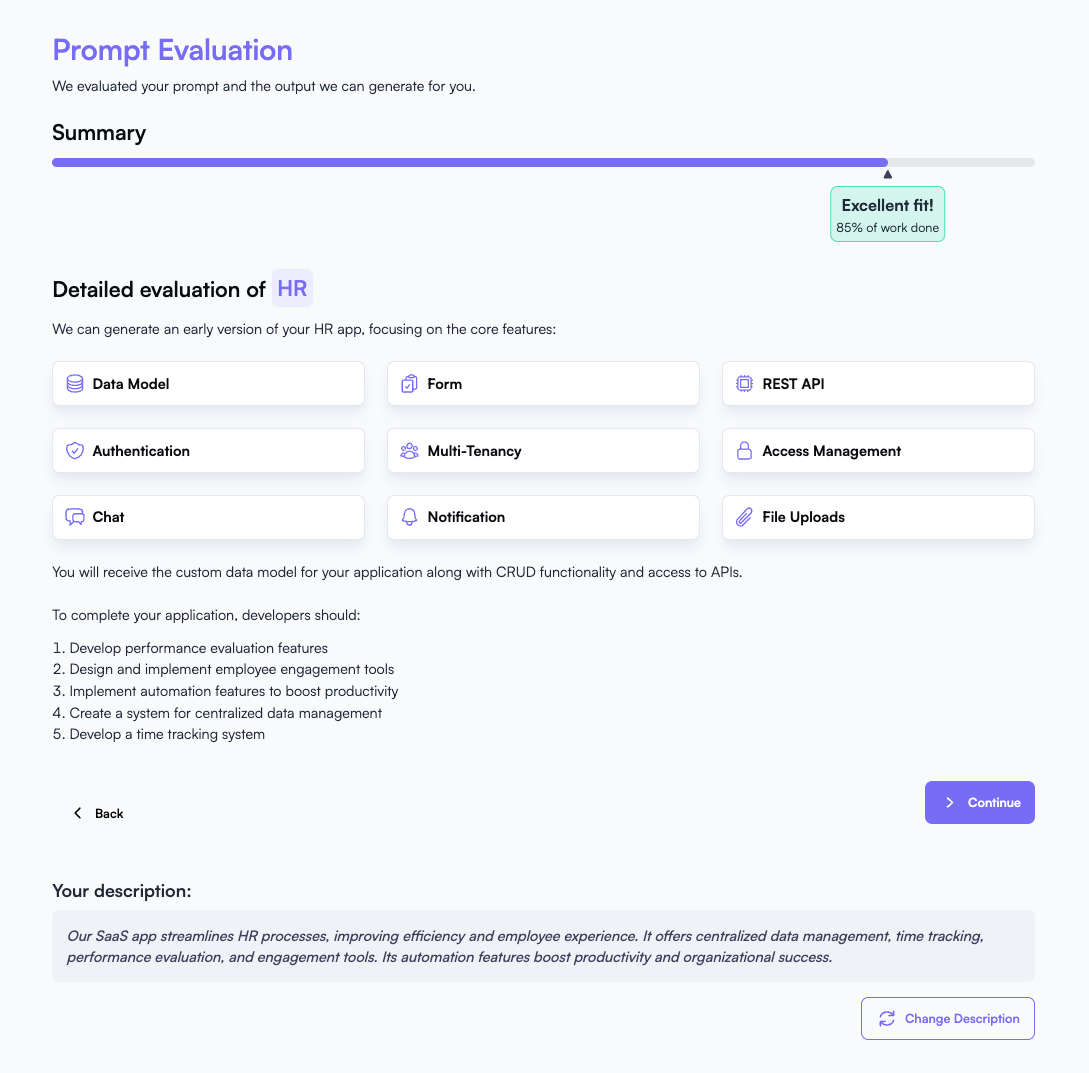 Prompt Evaluation
We evaluated your prompt and the output we can generate for you.
Summary
Excellent fit!
85% of work done
Detailed evaluation of HR
We can generate an early version of your HR app, focusing on the core features:
Data Model
Form
REST API
Authentication
Multi-Tenancy
Access Management
Chat
Notification
File Uploads
You will receive the custom data model for your application along with CRUD functionality and access to APIs.
To complete your application, developers should:
1. Develop performance evaluation features
2. Design and implement employee engagement tools
3. Implement automation features to boost productivity
4. Create a system for centralized data management
5. Develop a time tracking system
Back
Continue
Your description:
Our SaaS app streamlines HR processes, improving efficiency and employee experience. It offers centralized data management, time tracking,
performance evaluation, and engagement tools. Its automation features boost productivity and organizational success.
Change Description